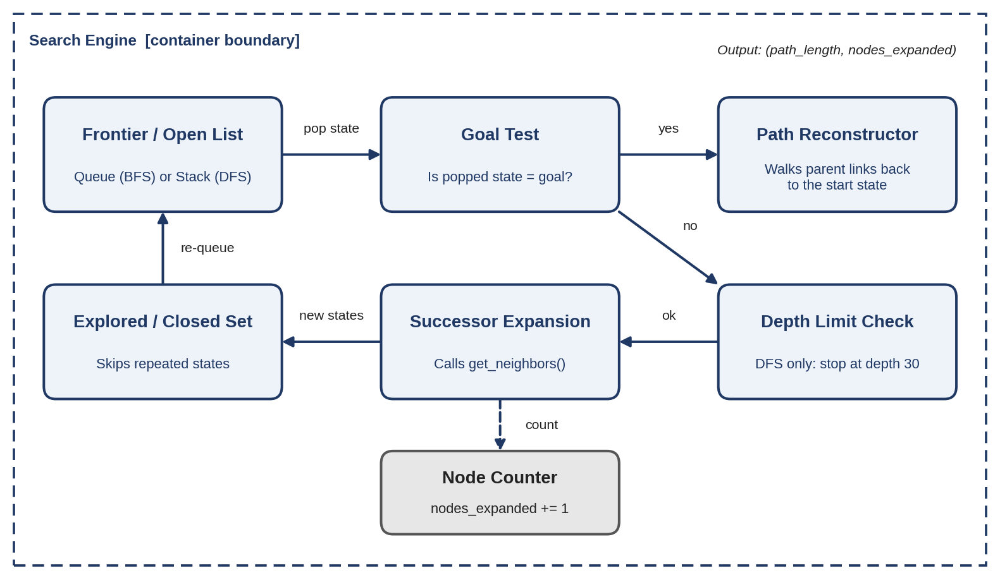 Search Engine  [container boundary]
Output: (path_length, nodes_expanded)
Frontier / Open List
Queue (BFS) or Stack (DFS)
pop state
Goal Test
Is popped state = goal?
yes
Path Reconstructor
Walks parent links back
to the start state
no
re-queue
Explored / Closed Set
Skips repeated states
new states
Successor Expansion
Calls get_neighbors()
ok
Depth Limit Check
DFS only: stop at depth 30
count
Node Counter
nodes_expanded += 1